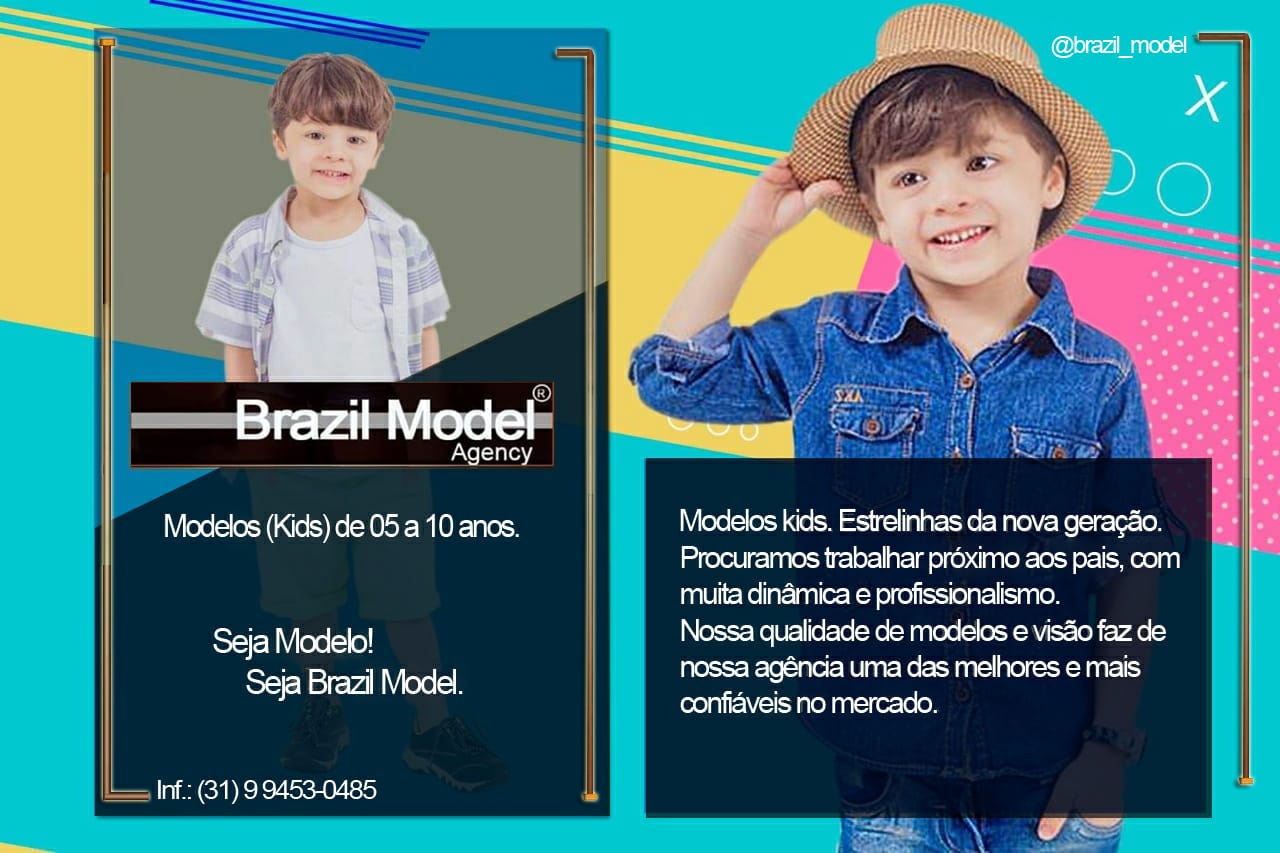 Brazil Model®
Agency
Modelos (Kids) de 05 a 10 anos.
Seja Modelo!
Seja Brazil Model.
Inf.: (31) 9 9453-0485
@brazil_model
X
Modelos kids. Estrelinhas da nova geração.
Procuramos trabalhar próximo aos pais, com
muita dinâmica e profissionalismo.
Nossa qualidade de modelos e visão faz de
nossa agência uma das melhores e mais
confiáveis no mercado.